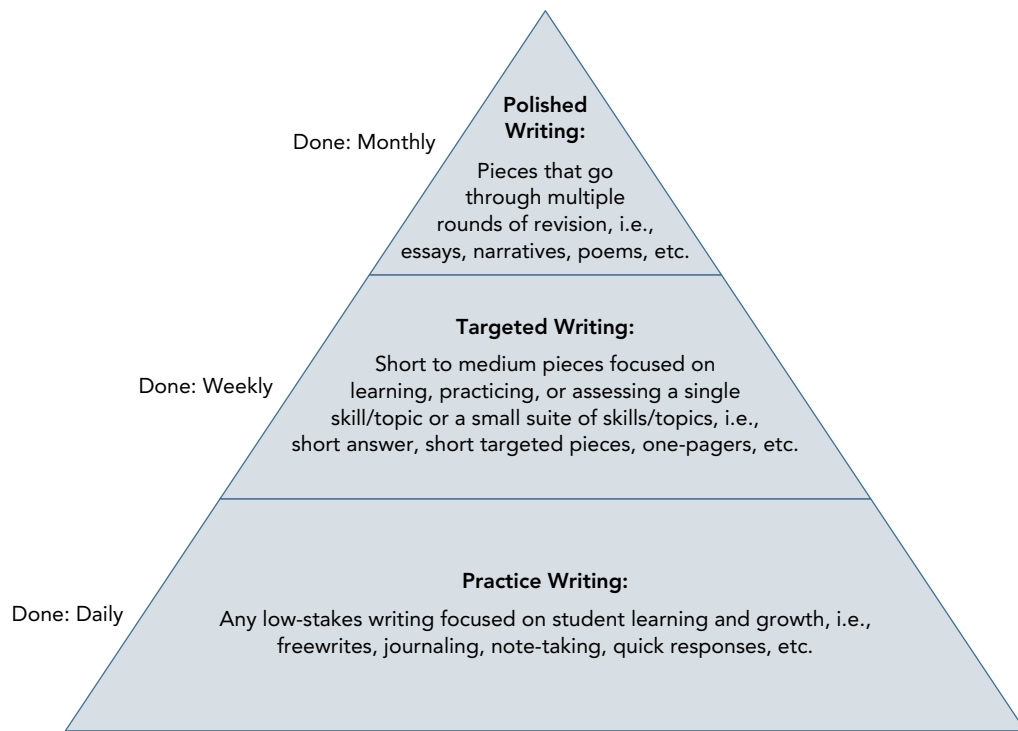 Done: Monthly
Polished
Writing:
Pieces that go
through multiple
rounds of revision, i.e.,
essays, narratives, poems, etc.
Done: Weekly
Targeted Writing:
Short to medium pieces focused on
learning, practicing, or assessing a single
skill/topic or a small suite of skills/topics, i.e.,
short answer, short targeted pieces, one-pagers, etc.
Done: Daily
Practice Writing:
Any low-stakes writing focused on student learning and growth, i.e.,
freewrites, journaling, note-taking, quick responses, etc.